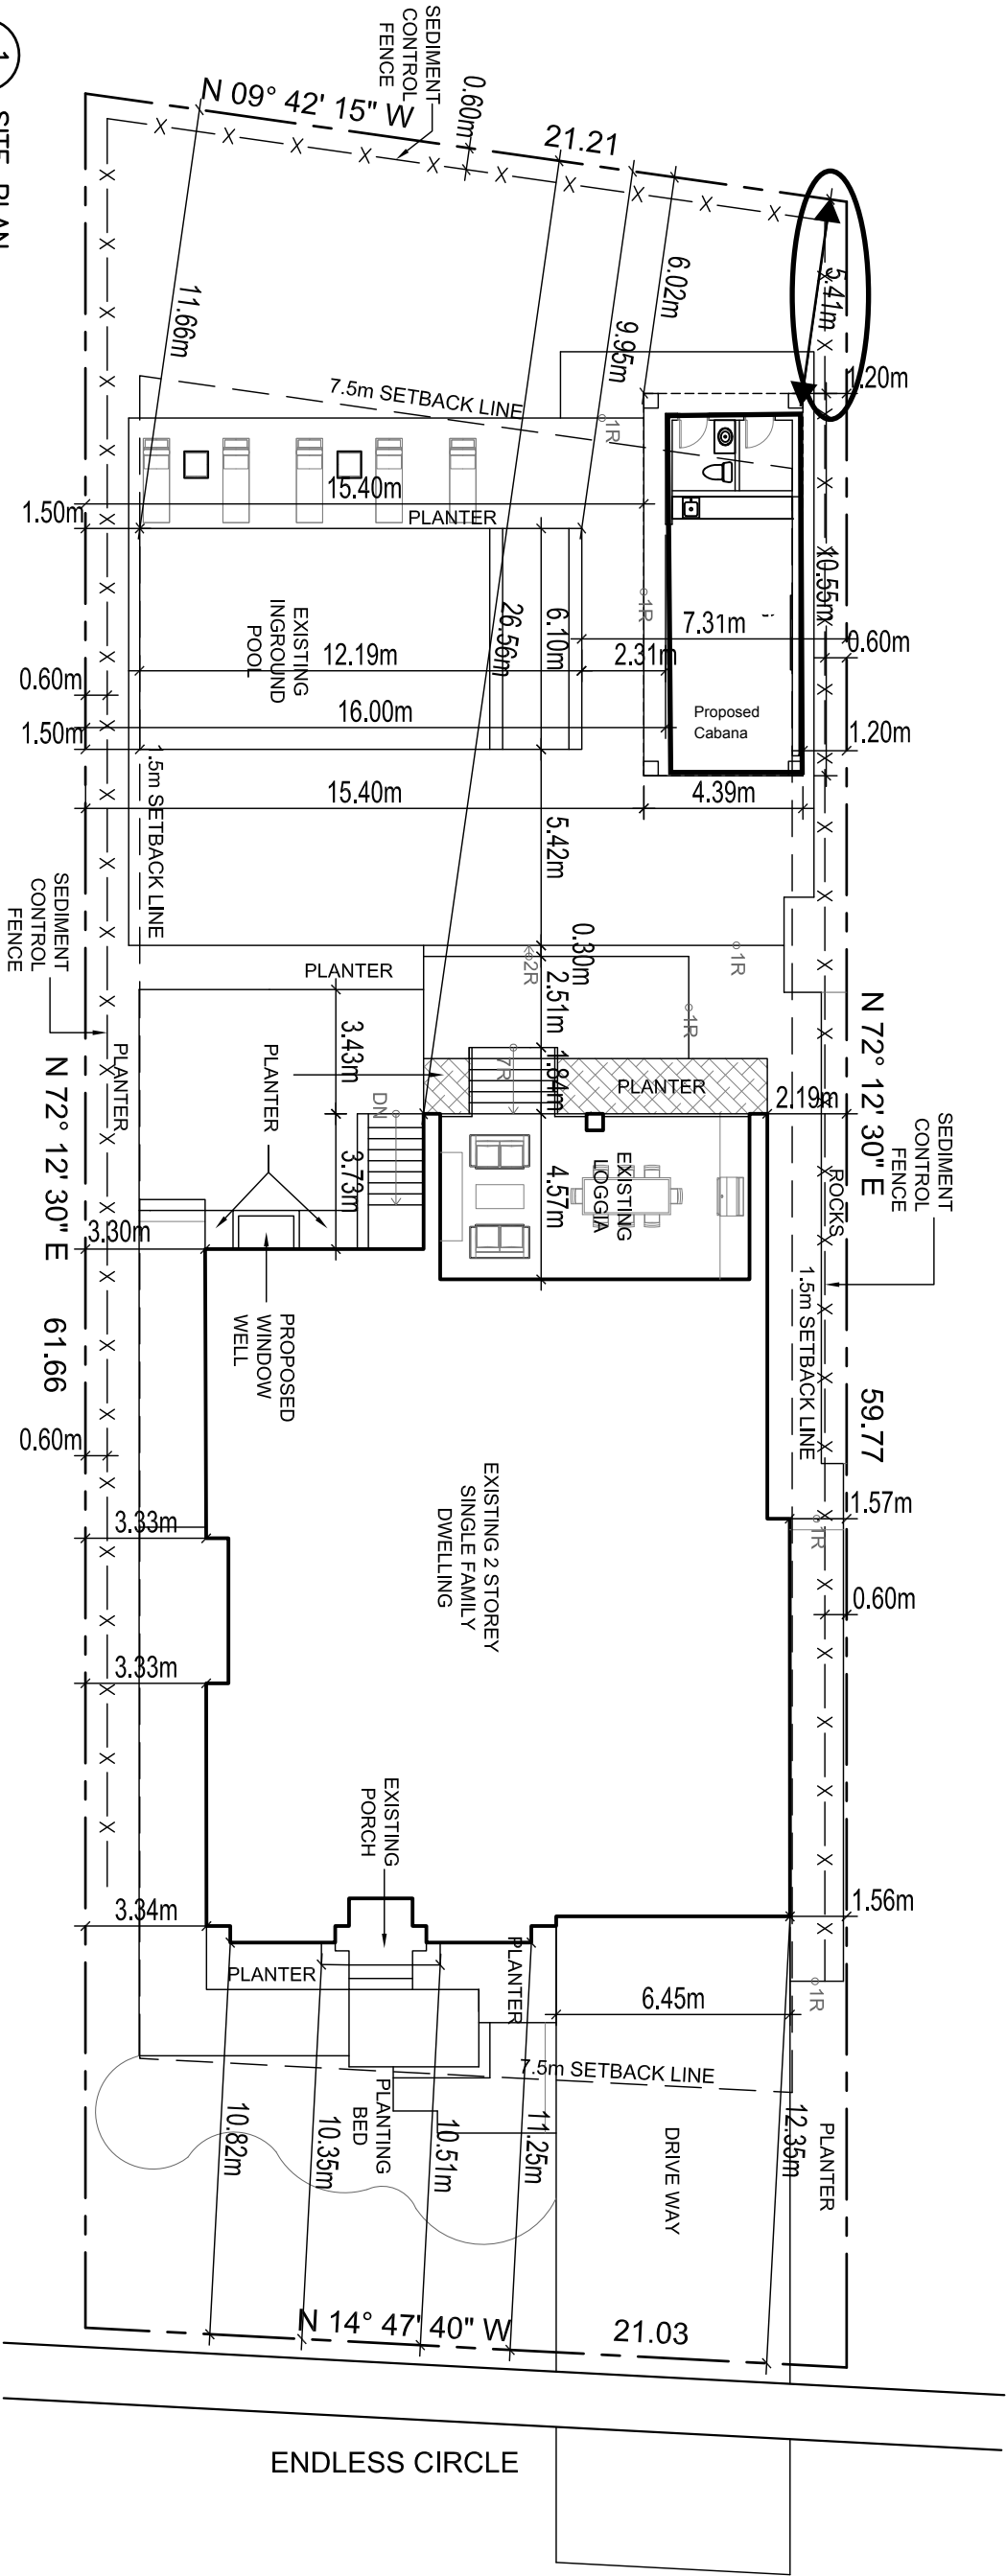 1
SITE PLAN
SEDIMENT
CONTROL
FENCE
N 09° 42' 15" W
0.60m
21.21
5.41m
6.02m
9.95m
11.66m
1.20m
7.5m SETBACK LINE
1R
15.40m
1.50m
PLANTER
10.55m
1R
EXISTING
INGROUND
POOL
26.56m
6.10m
7.31m
0.60m
12.19m
2.31m
0.60m
16.00m
Proposed
Cabana
1.50m
1.20m
1.5m SETBACK LINE
15.40m
4.39m
5.42m
SEDIMENT
CONTROL
FENCE
PLANTER
0.30m
2R
1R
2.51m
1R
N 72° 12' 30" E
59.77
3.43m
PLANTER
PLANTER
7R
1.84m
PLANTER
2.19m
SEDIMENT
CONTROL
FENCE
N 72° 12' 30" E
61.66
DN
3.73m
EXISTING
LOGGIA
4.57m
ROCKS
3.30m
1.5m SETBACK LINE
PROPOSED
WINDOW
WELL
0.60m
EXISTING 2 STOREY
SINGLE FAMILY
DWELLING
1.57m
1R
3.33m
0.60m
3.33m
EXISTING
PORCH
3.34m
1.56m
PLANTER
PLANTER
6.45m
1R
7.5m SETBACK LINE
PLANTING
BED
10.82m
10.35m
10.51m
11.25m
DRIVE WAY
12.35m
PLANTER
N 14° 47' 40" W
21.03
ENDLESS CIRCLE